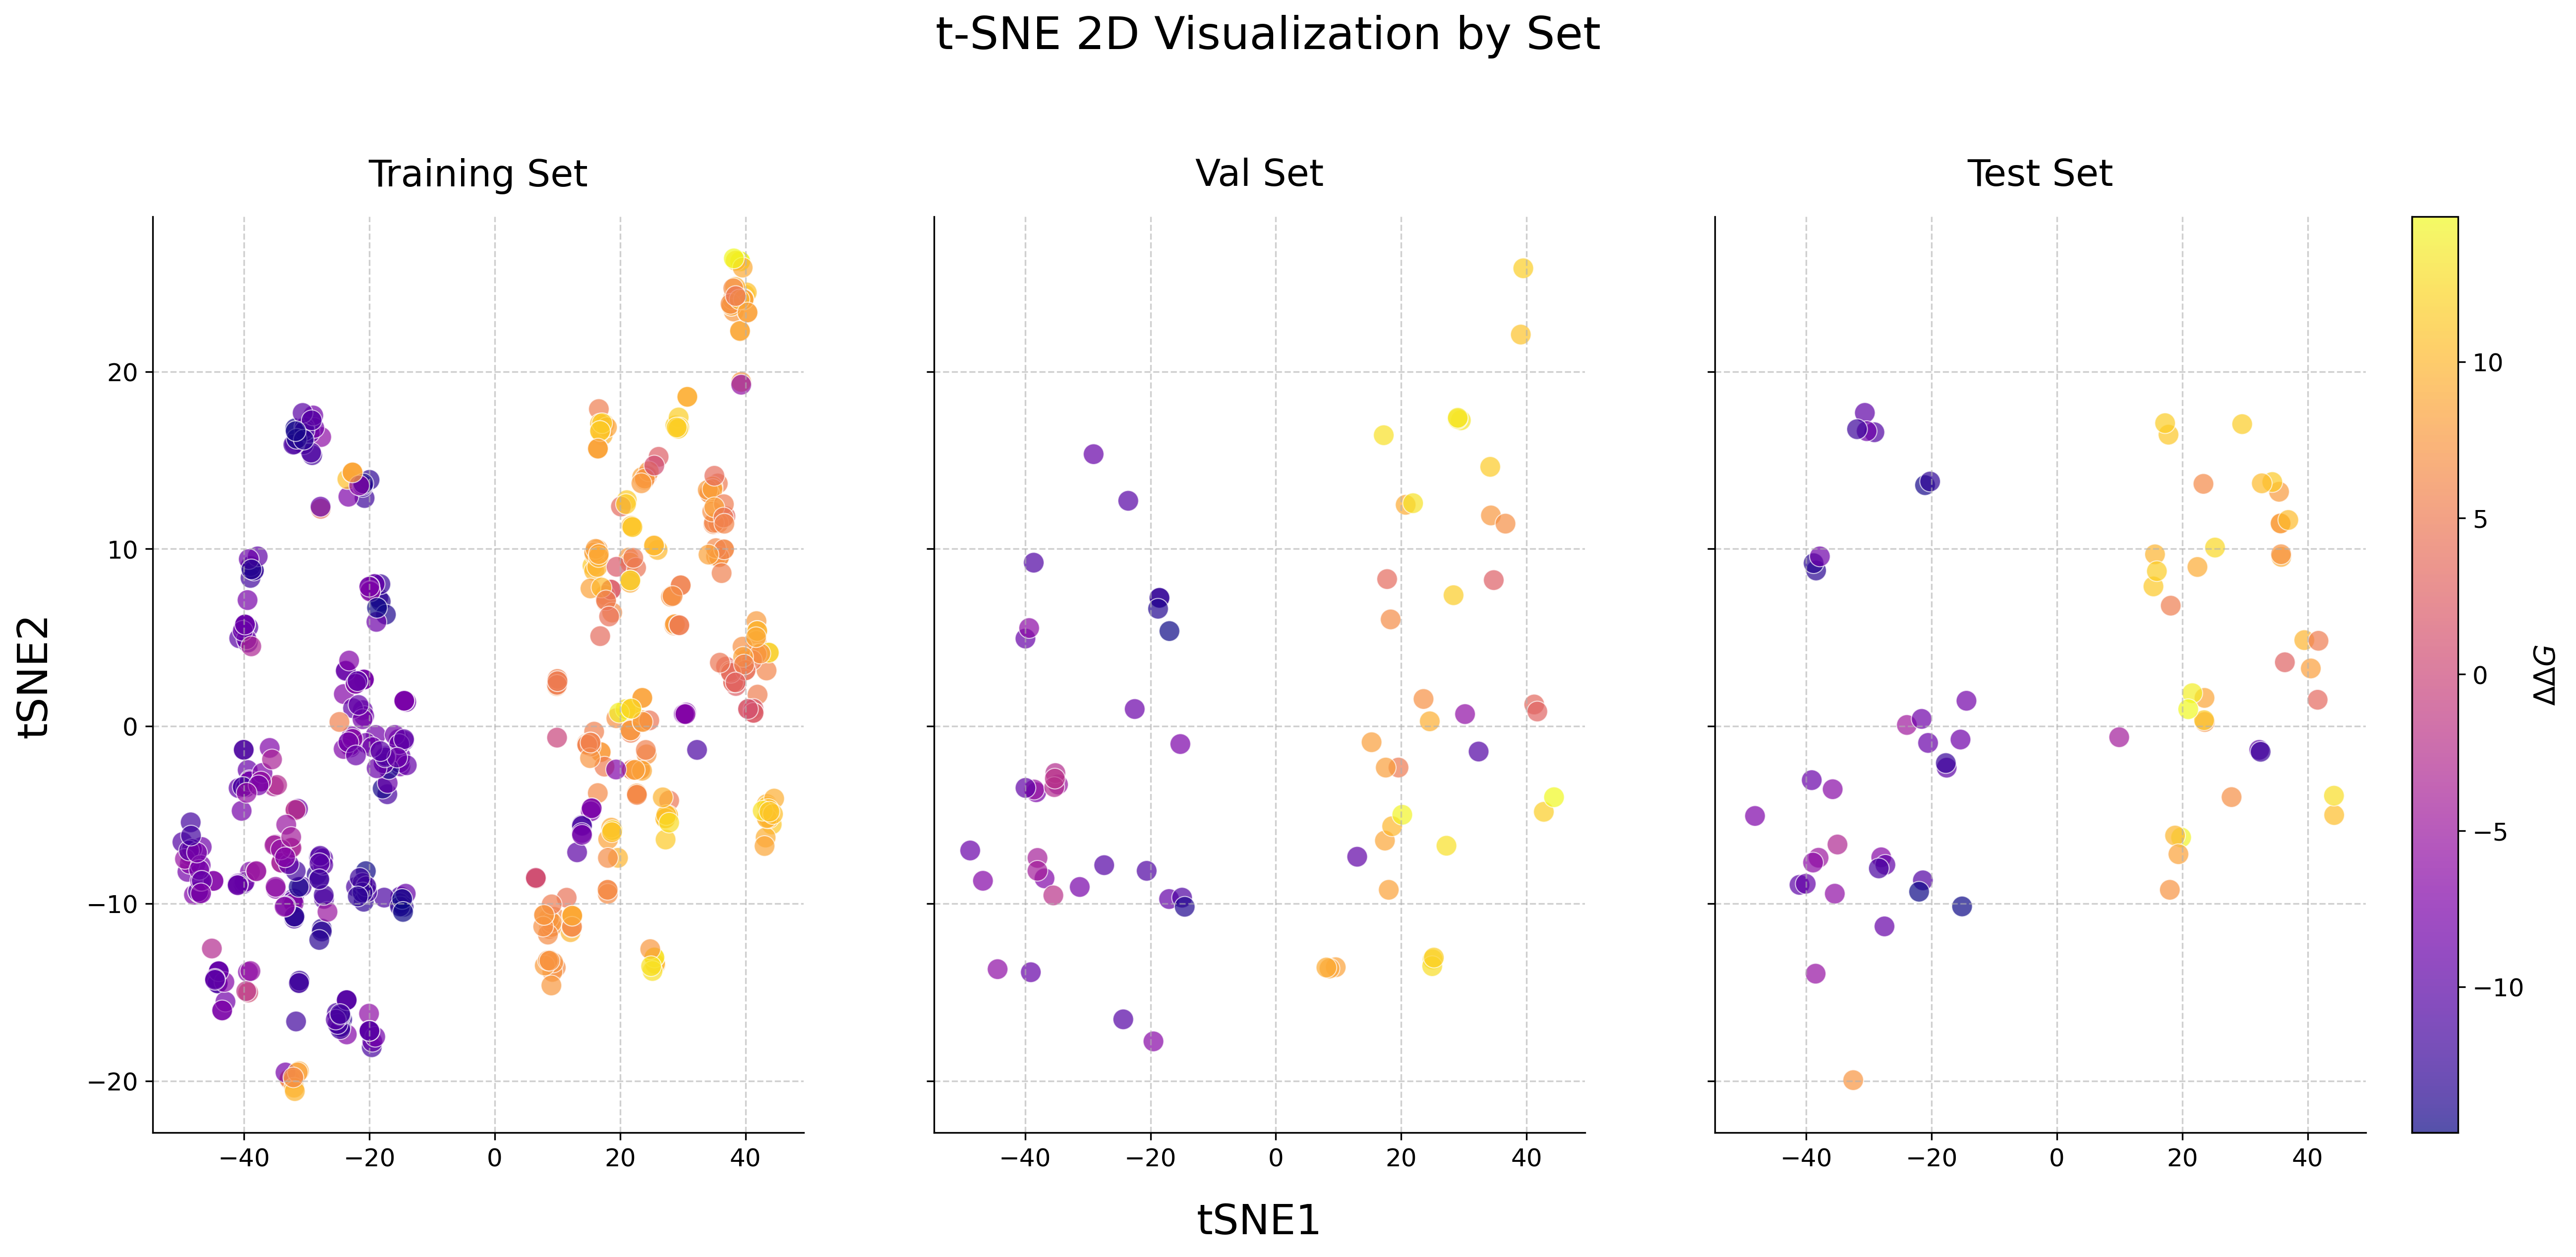 t-SNE 2D Visualization by Set
Training Set
Val Set
Test Set
tSNE2
20
10
0
−10
−20
−40 −20 0 20 40
−40 −20 0 20 40
−40 −20 0 20 40
tSNE1
10
5
0
−5
−10
ΔΔG